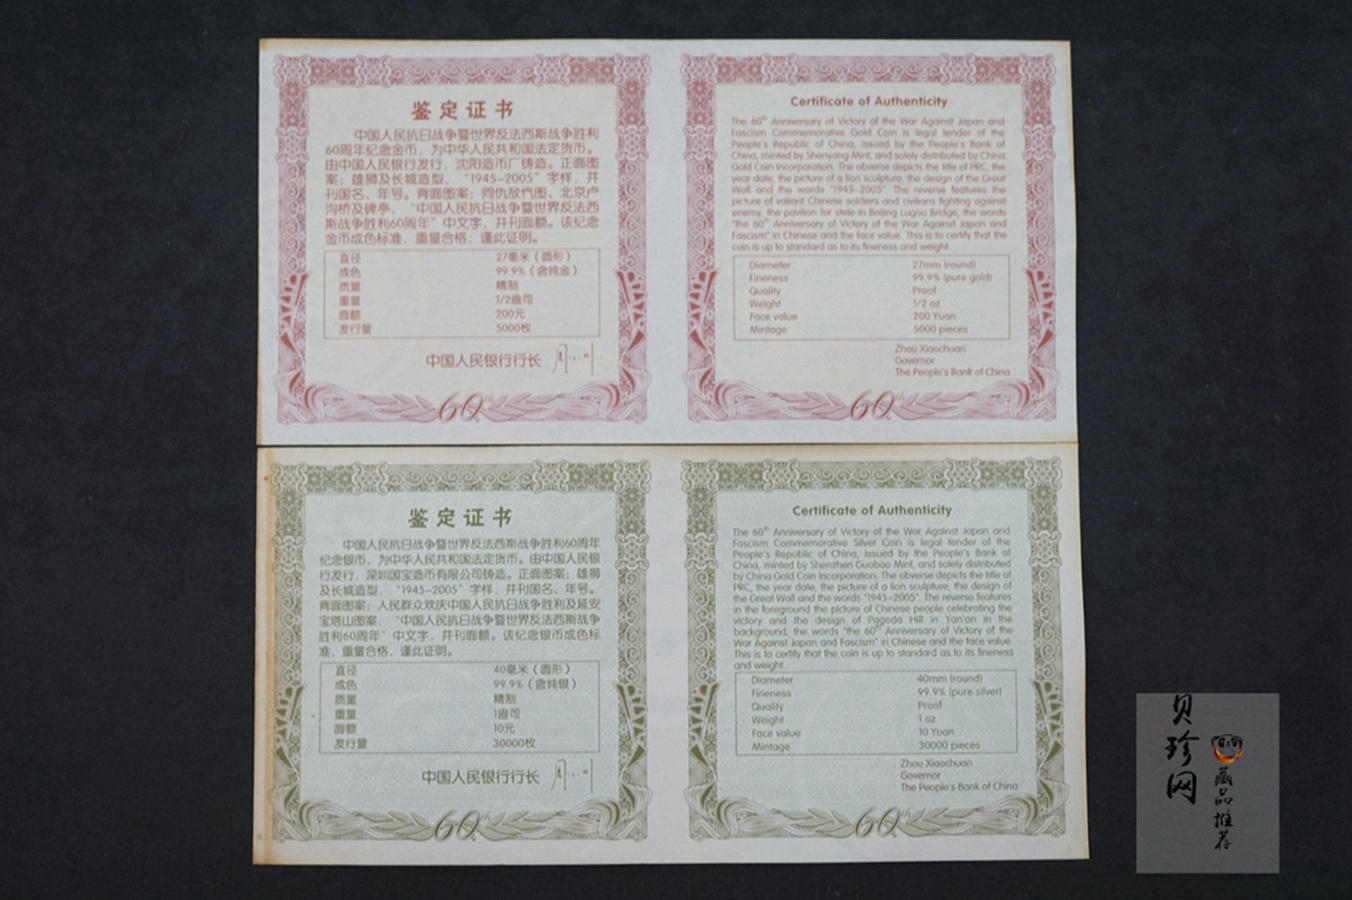 鉴定证书
中国人民抗日战争暨世界反法西斯战争胜利
60周年纪念金币，为中华人民共和国法定货币。
由中国人民银行发行，沈阳造币厂铸造。正面图
案：雄狮及长城造型，“1945-2005”字样，并
刊国名、年号。背面图案：同仇敌忾图、北京卢
沟桥及碑亭，“中国人民抗日战争暨世界反法西
斯战争胜利60周年”中文字，并刊面额。该纪念
金币成色标准，重量合格，谨此证明。
直径 27毫米（圆形）
成色 99.9%（含纯金）
质量 精制
重量 1/2盎司
面额 200元
发行量 5000枚
中国人民银行行长
60th
Certificate of Authenticity
The 60th Anniversary of Victory of the War Against Japan and
Fascism Commemorative Gold Coin is legal tender of the
People's Republic of China, issued by the People's Bank of
China, minted by Shenyang Mint, and solely distributed by China
Gold Coin Incorporation. The obverse depicts the title of PRC, the
year date, the picture of a lion sculpture, the design of the Great
Wall and the words "1945-2005". The reverse features the
picture of valiant Chinese soldiers and civilians fighting against
enemy, the pavilion for stele in Beijing Lugou Bridge, the words
"the 60th Anniversary of Victory of the War Against Japan and
Fascism" in Chinese and the face value. This is to certify that the
coin is up to standard as to its fineness and weight.
Diameter 27mm (round)
Fineness 99.9% (pure gold)
Quality Proof
Weight 1/2 oz
Face value 200 Yuan
Mintage 5000 pieces
Zhou Xiaochuan
Governor
The People's Bank of China
60th
鉴定证书
中国人民抗日战争暨世界反法西斯战争胜利60周年
纪念银币，为中华人民共和国法定货币。由中国人民银
行发行，深圳国宝造币有限公司铸造。正面图案：雄狮
及长城造型，“1945-2005”字样，并刊国名、年号。
背面图案：人民群众欢庆中国人民抗日战争胜利及延安
宝塔山图案，“中国人民抗日战争暨世界反法西斯战争
胜利60周年”中文字，并刊面额。该纪念银币成色标
准，重量合格，谨此证明。
直径 40毫米（圆形）
成色 99.9%（含纯银）
质量 精制
重量 1盎司
面额 10元
发行量 30000枚
中国人民银行行长
60th
Certificate of Authenticity
The 60th Anniversary of Victory of the War Against Japan and
Fascism Commemorative Silver Coin is legal tender of the
People's Republic of China, issued by the People's Bank of
China, minted by Shenzhen Guobao Mint, and solely distributed
by China Gold Coin Incorporation. The obverse depicts the title of
PRC, the year date, the picture of a lion sculpture, the design of
the Great Wall and the words "1945-2005". The reverse features
in the foreground the picture of Chinese people celebrating the
victory and the design of Pagoda Hill in Yan'an in the
background, the words "the 60th Anniversary of Victory of the
War Against Japan and Fascism" in Chinese and the face value.
This is to certify that the coin is up to standard as to its fineness
and weight.
Diameter 40mm (round)
Fineness 99.9% (pure silver)
Quality Proof
Weight 1 oz
Face value 10 Yuan
Mintage 30000 pieces
Zhou Xiaochuan
Governor
The People's Bank of China
60th
贝珍网
藏品推荐